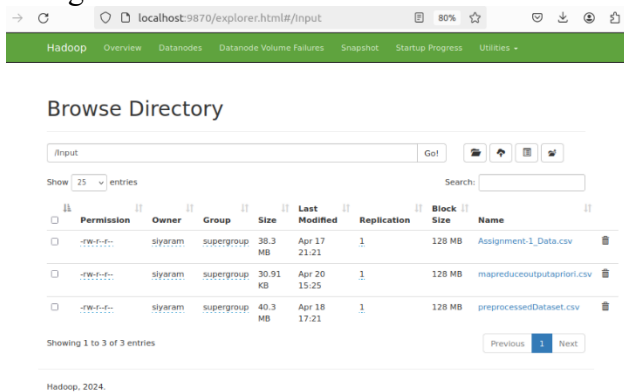 localhost:9870/explorer.html#/Input 80%
Hadoop Overview Datanodes Datanode Volume Failures Snapshot Startup Progress Utilities
Browse Directory
/Input Go!
Show 25 entries Search:
Permission Owner Group Size Last Modified Replication Block Size Name
-rw-r--r-- siyaram supergroup 38.3 MB Apr 17 21:21 1 128 MB Assignment-1_Data.csv
-rw-r--r-- siyaram supergroup 30.91 KB Apr 20 15:25 1 128 MB mapreduceoutputapriori.csv
-rw-r--r-- siyaram supergroup 40.3 MB Apr 18 17:21 1 128 MB preprocessedDataset.csv
Showing 1 to 3 of 3 entries Previous 1 Next
Hadoop, 2024.